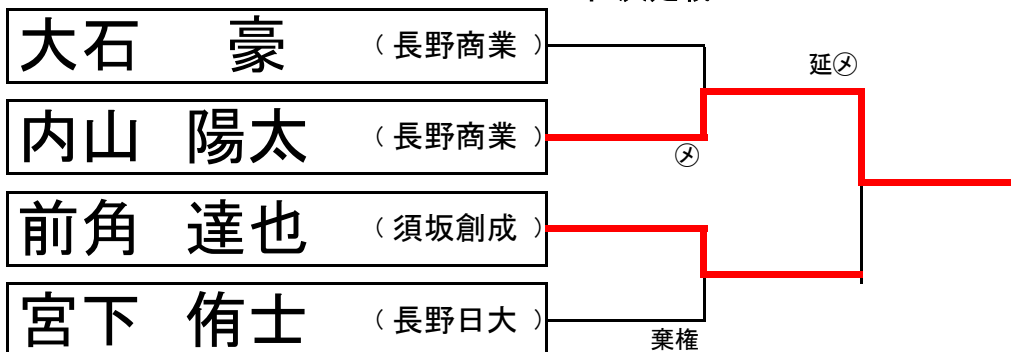 大石 豪 （長野商業）
延㋱
内山 陽太 （長野商業）
㋱
前角 達也 （須坂創成）
宮下 侑士 （長野日大）
棄権